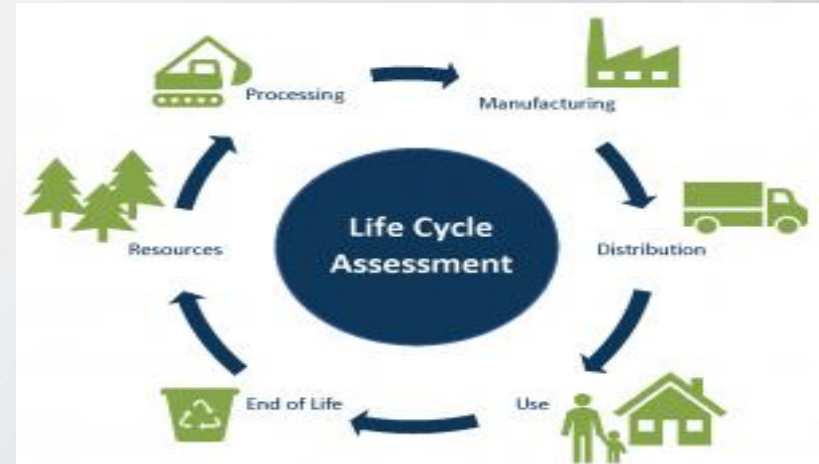 Processing
Manufacturing
Life Cycle
Assessment
Resources
Distribution
End of Life
Use